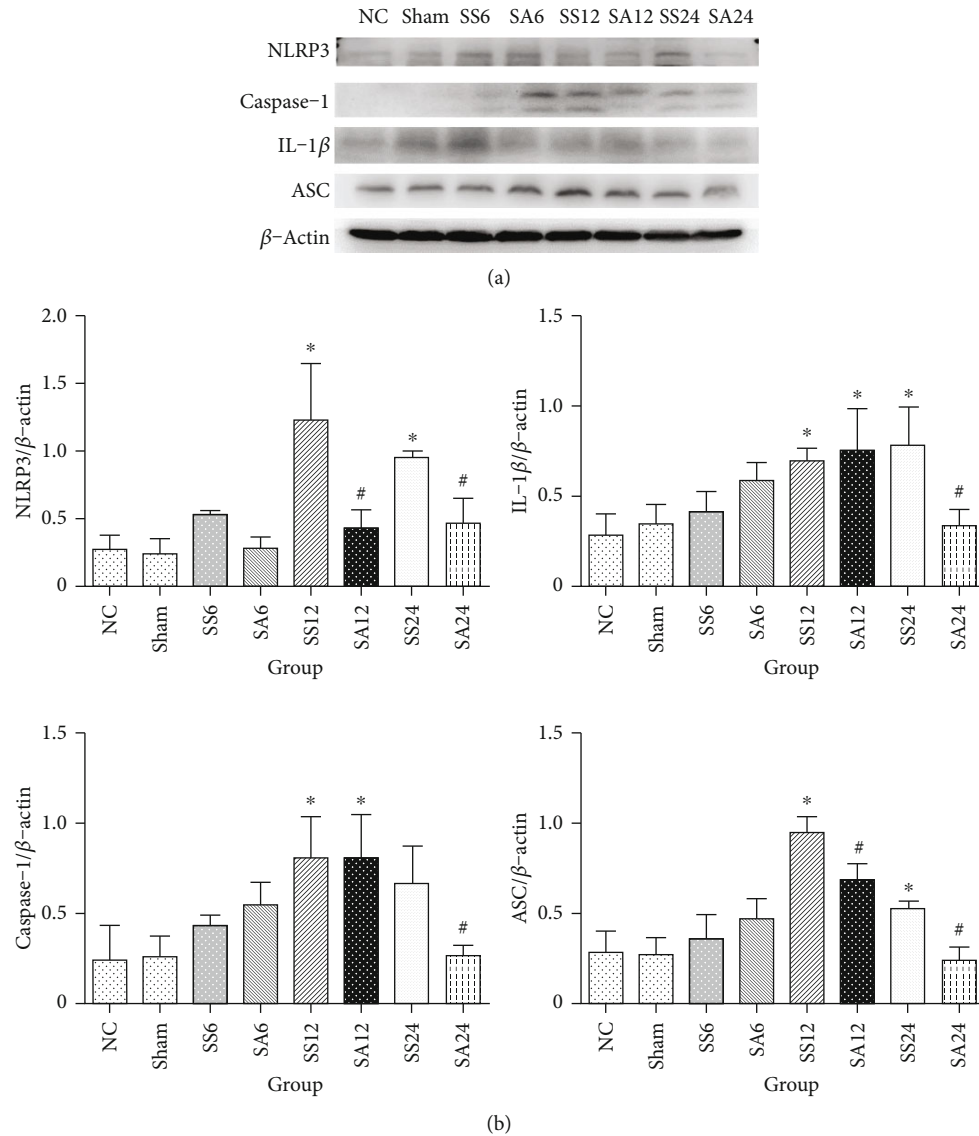 NC Sham SS6 SA6 SS12 SA12 SS24 SA24
NLRP3
Caspase−1
IL−1β
ASC
β−Actin
(a)
NLRP3/β−actin
2.0
1.5
1.0
0.5
0
*
#
*
#
NC
Sham
SS6
SA6
SS12
SA12
SS24
SA24
Group
IL−1β/β−actin
1.5
1.0
0.5
0
*
*
*
#
NC
Sham
SS6
SA6
SS12
SA12
SS24
SA24
Group
Caspase−1/β−actin
1.5
1.0
0.5
0
*
*
#
NC
Sham
SS6
SA6
SS12
SA12
SS24
SA24
Group
ASC/β−actin
1.5
1.0
0.5
0
*
#
*
#
NC
Sham
SS6
SA6
SS12
SA12
SS24
SA24
Group
(b)